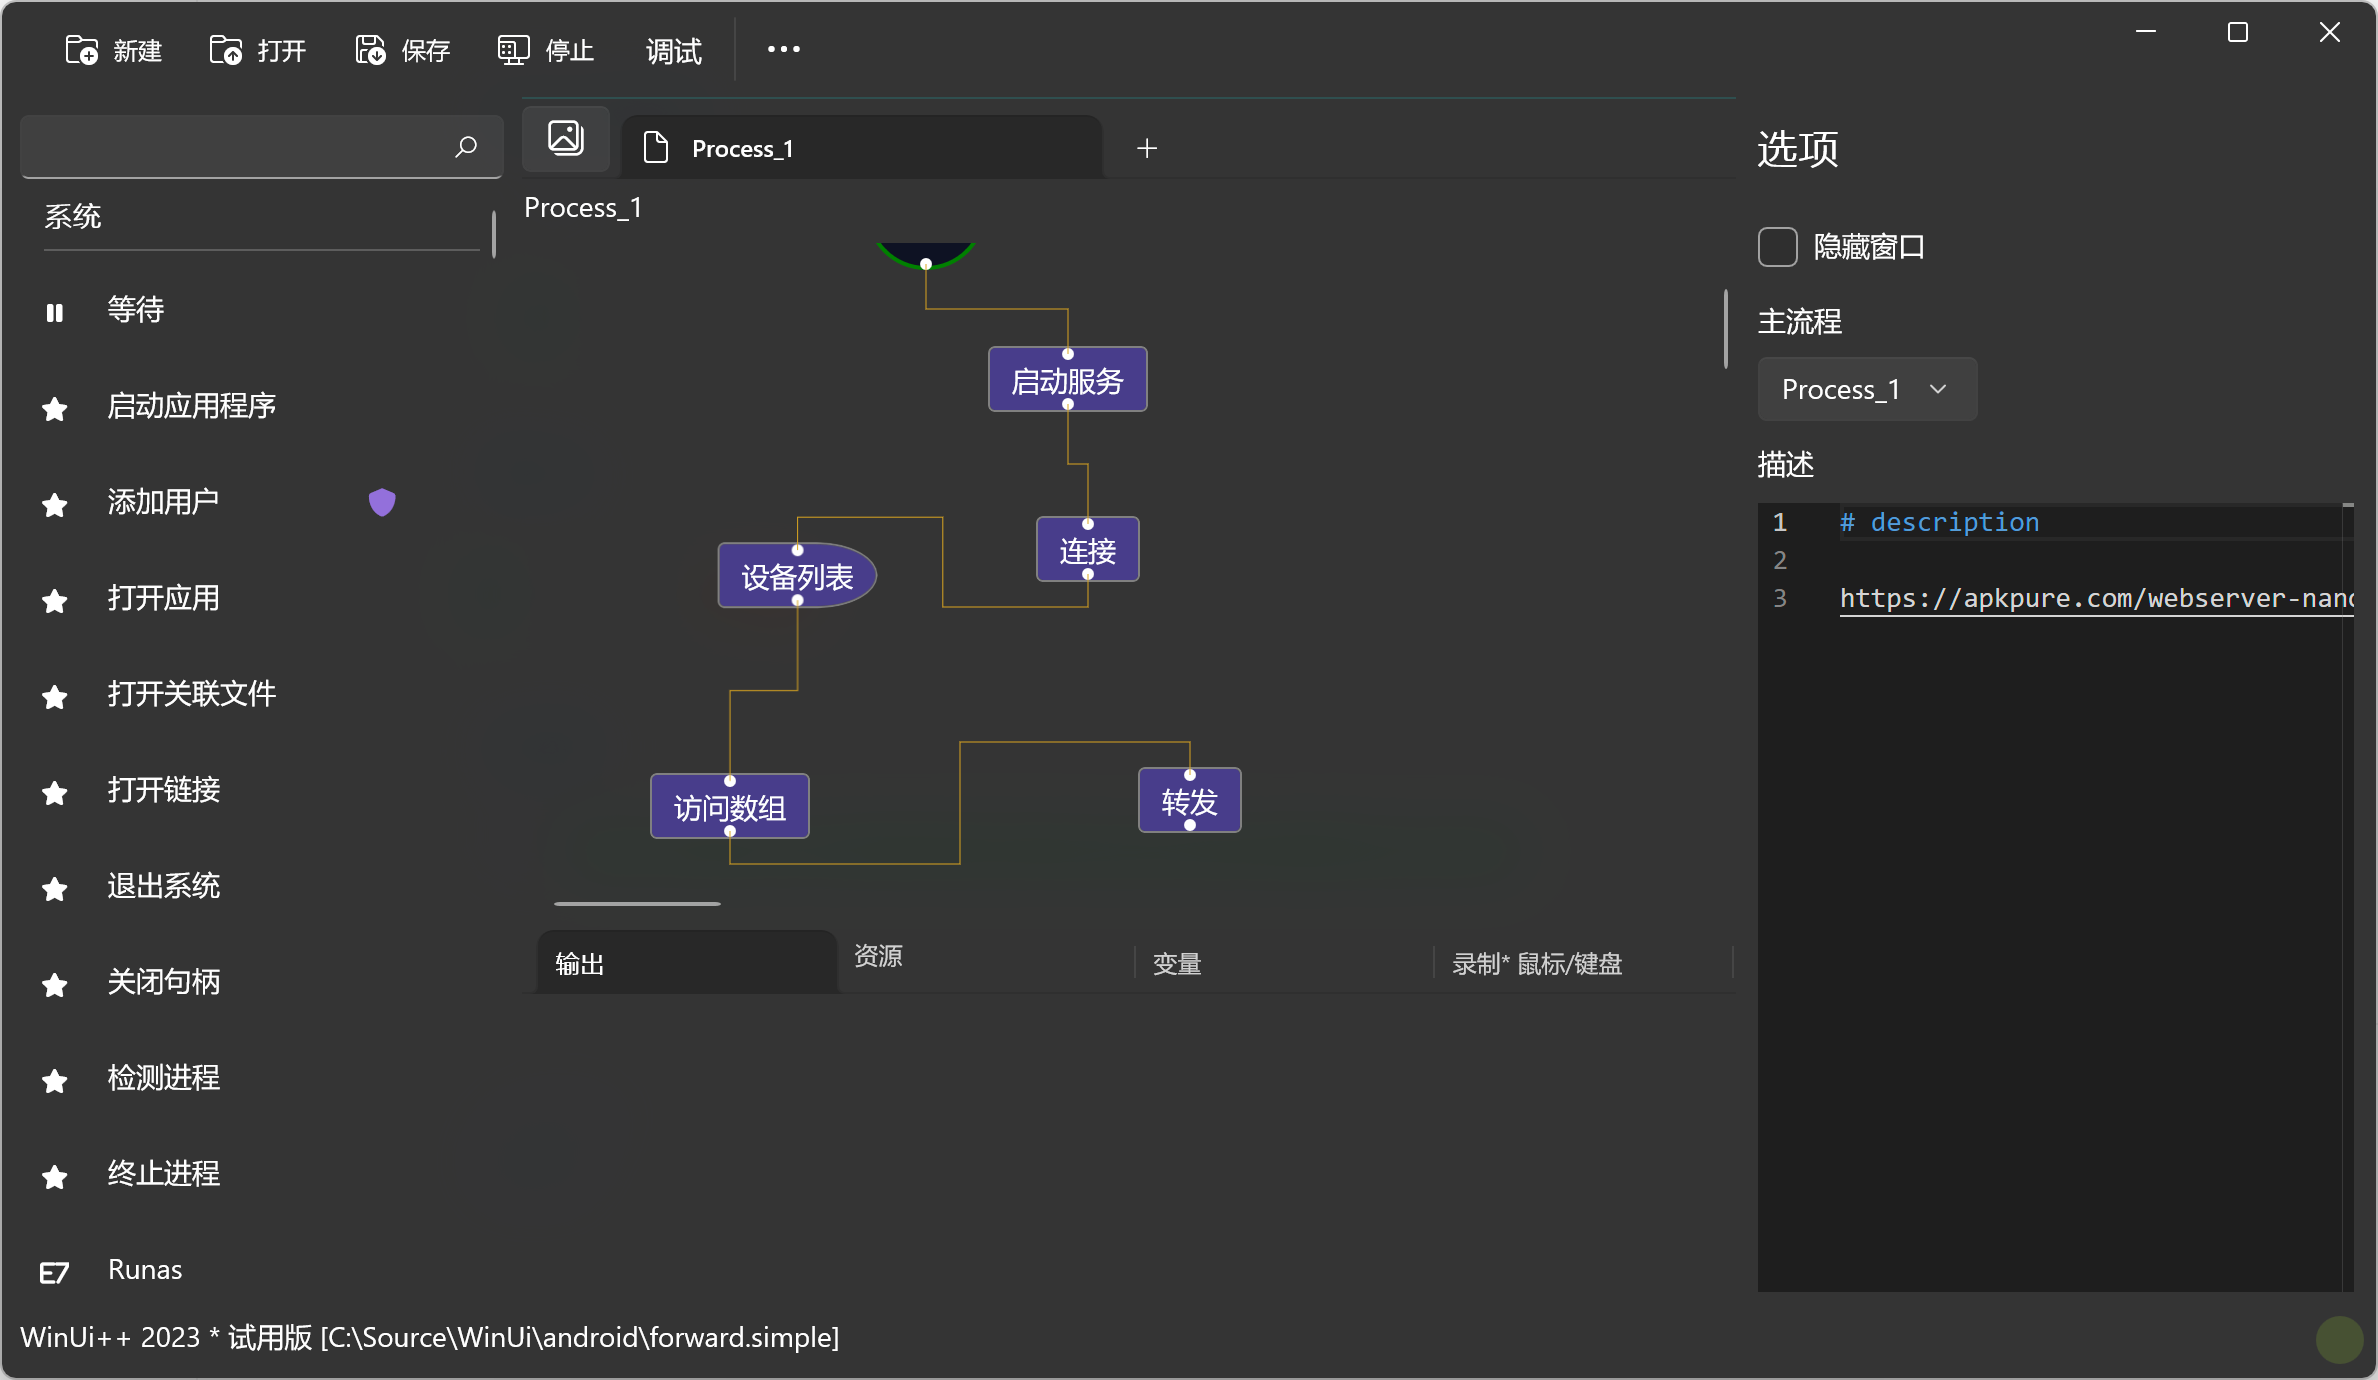 新建 打开 保存 停止 调试
系统
等待
启动应用程序
添加用户
打开应用
打开关联文件
打开链接
退出系统
关闭句柄
检测进程
终止进程
Runas
Process_1
Process_1
启动服务
连接
设备列表
访问数组
转发
输出 资源 变量 录制* 鼠标/键盘
选项
隐藏窗口
主流程
Process_1
描述
1 # description
2
3 https://apkpure.com/webserver-nan
WinUi++ 2023 * 试用版 [C:\Source\WinUi\android\forward.simple]